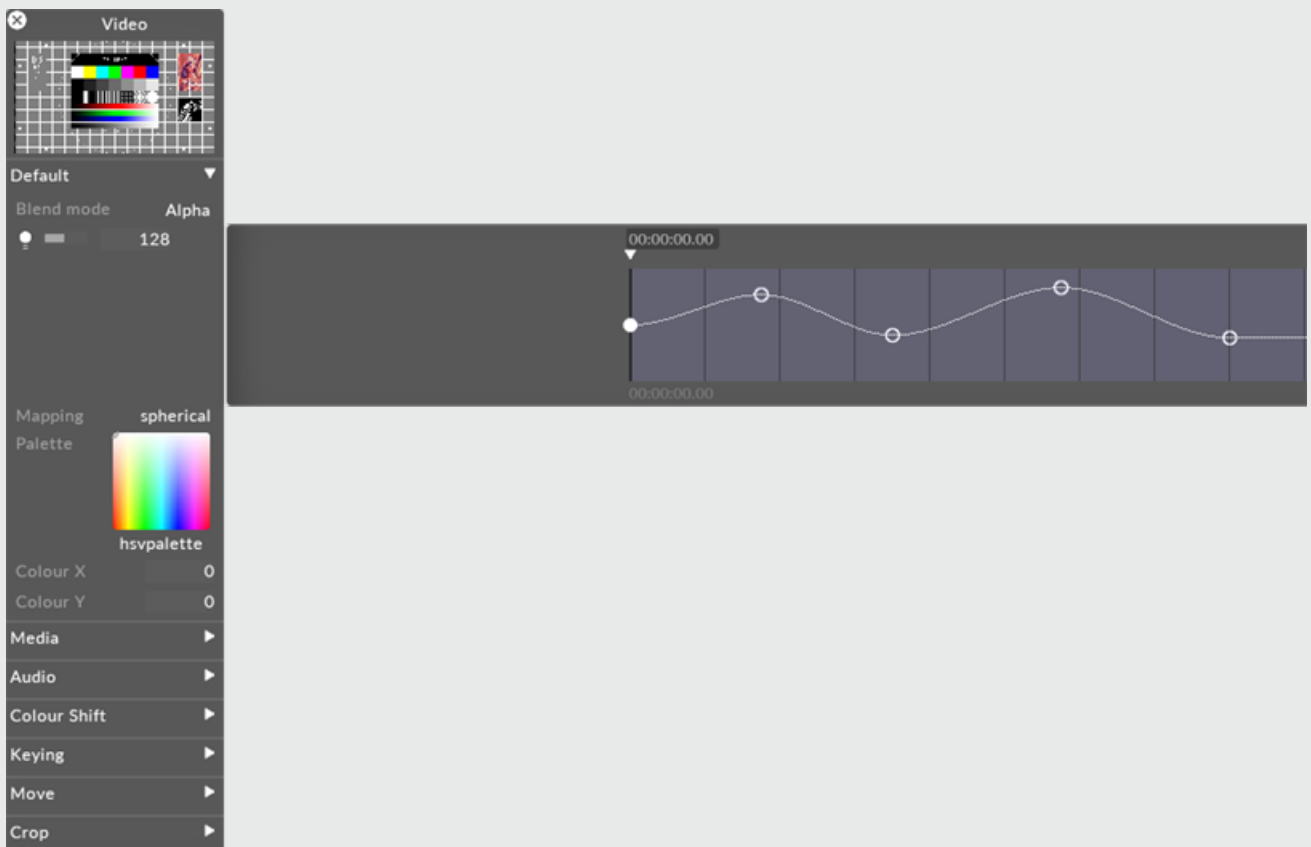 Video
Default
Blend mode Alpha
128
00:00:00.00
00:00:00.00
Mapping spherical
Palette
hsvpalette
Colour X 0
Colour Y 0
Media
Audio
Colour Shift
Keying
Move
Crop